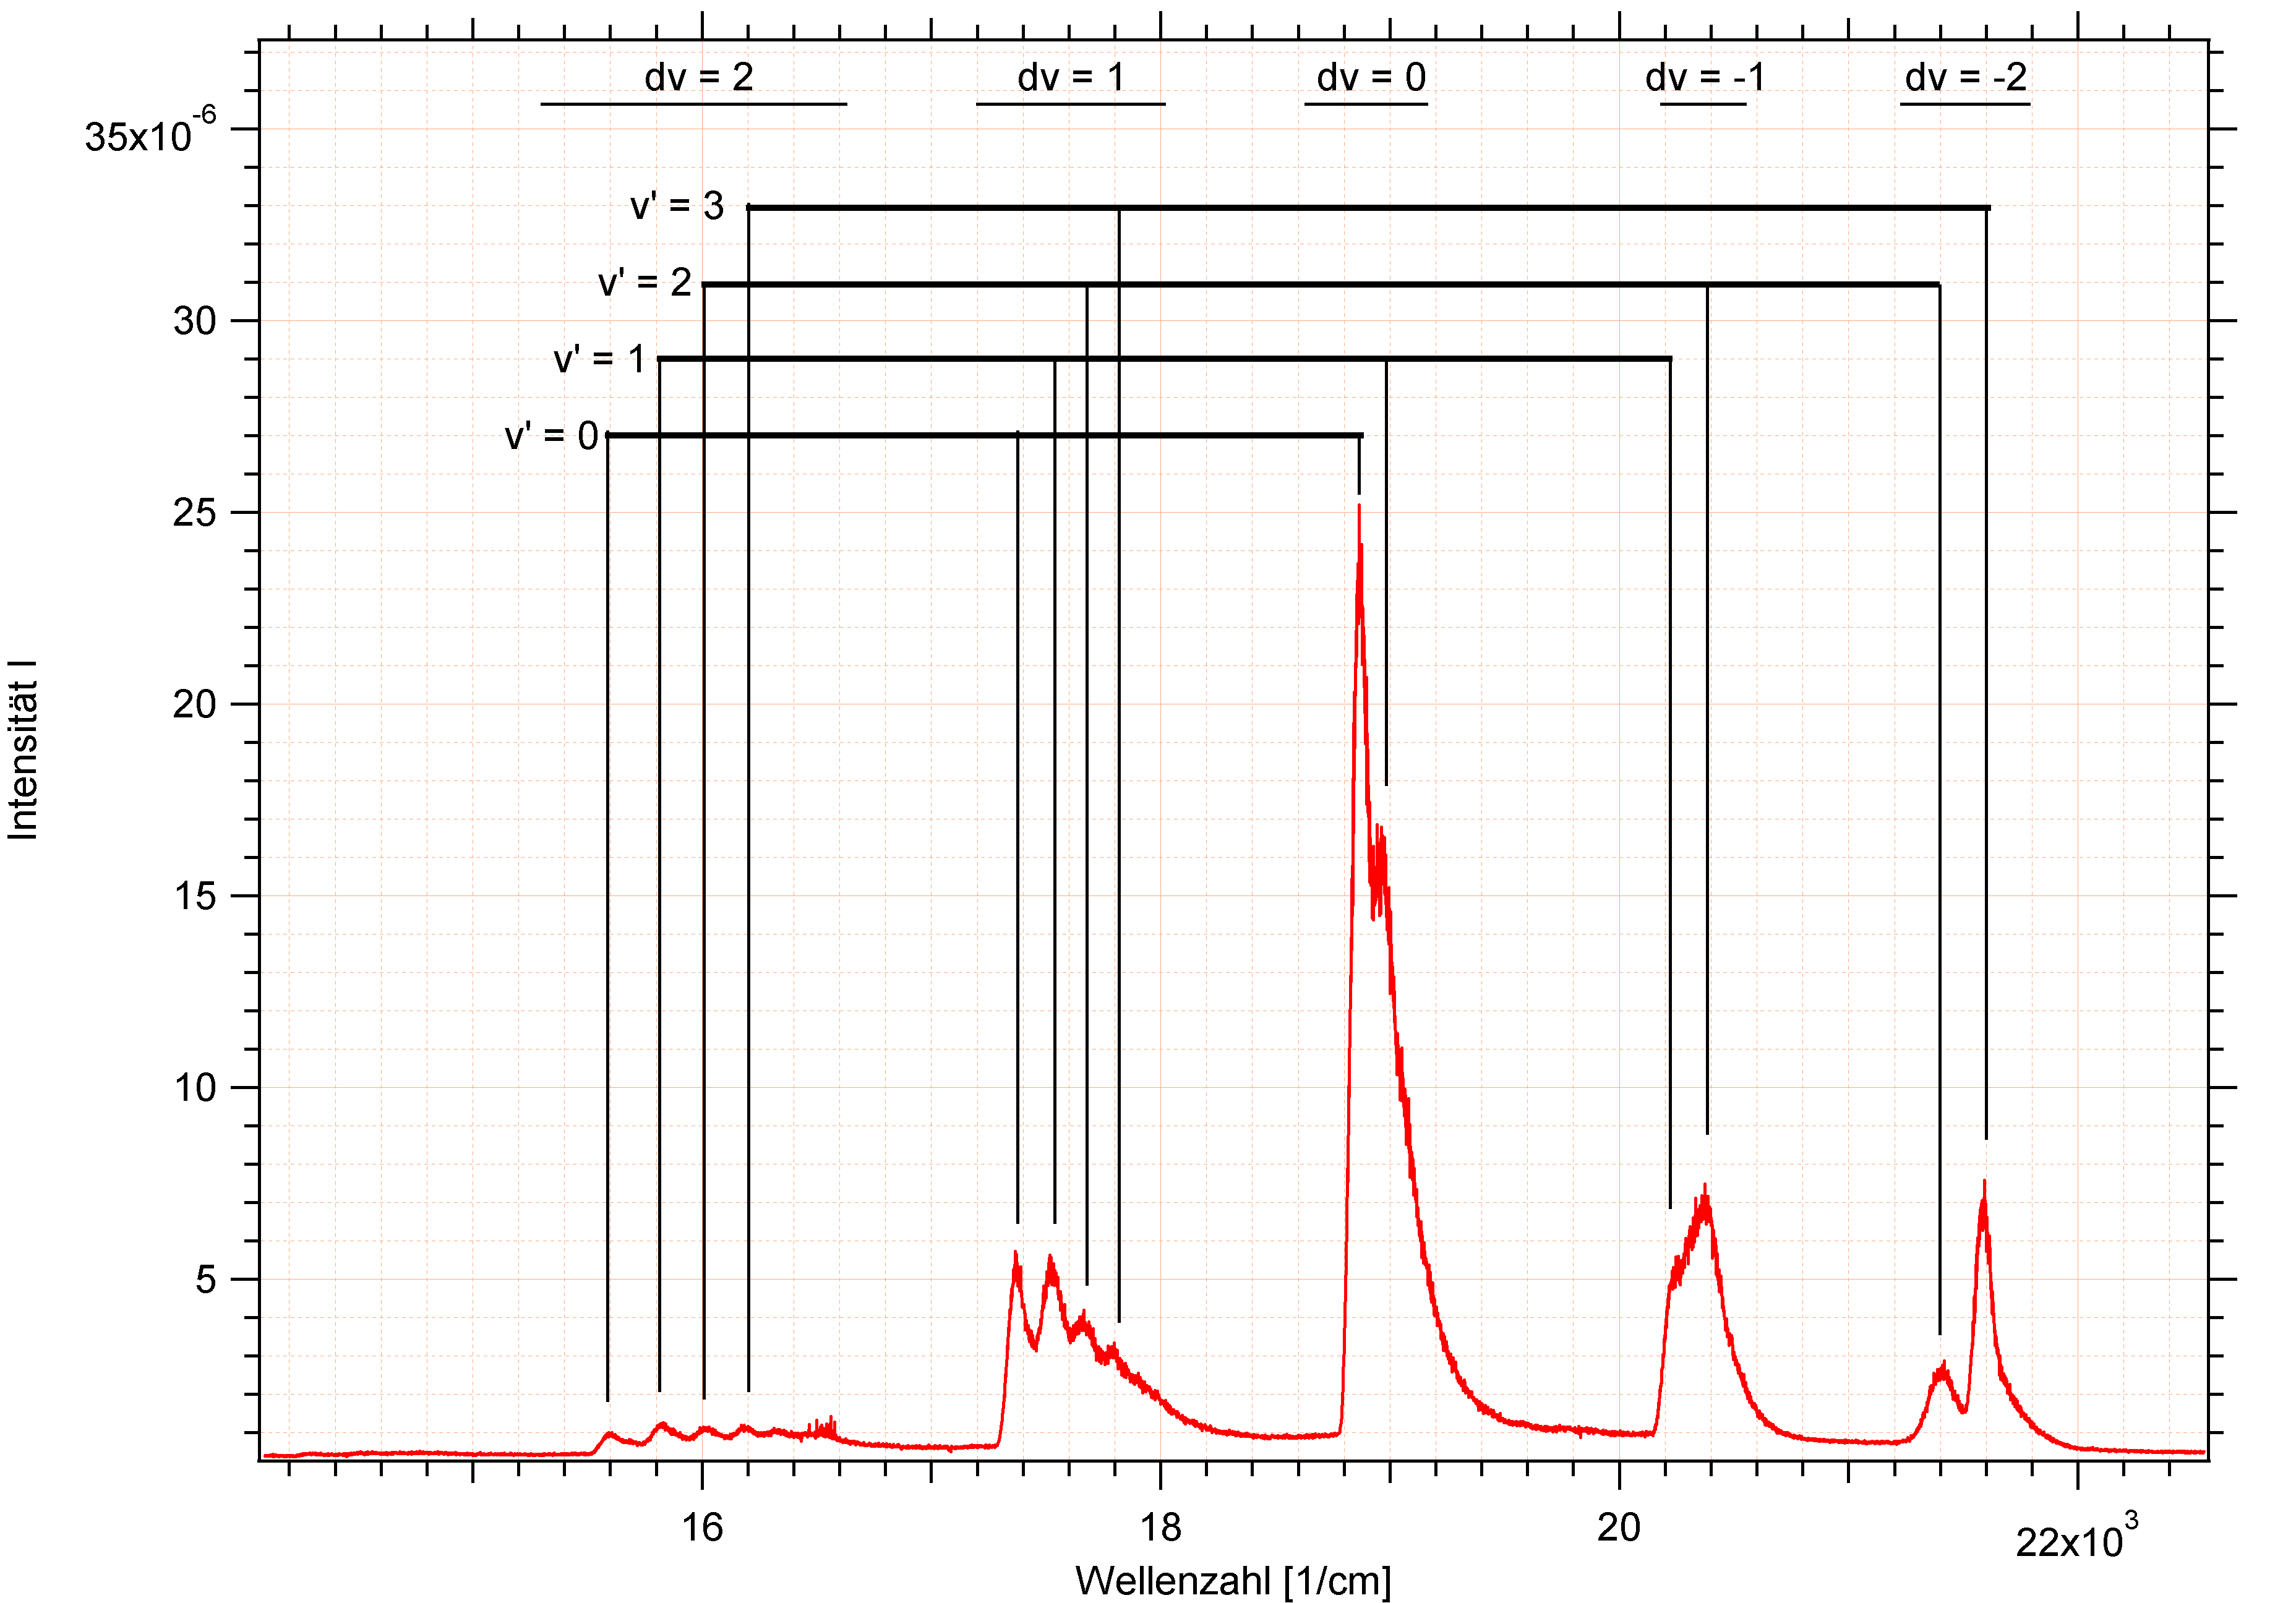 dv = 2
dv = 1
dv = 0
dv = -1
dv = -2
35x10-6
v' = 3
v' = 2
30
v' = 1
v' = 0
25
20
15
10
5
Intensität I
16
18
20
22x103
Wellenzahl [1/cm]